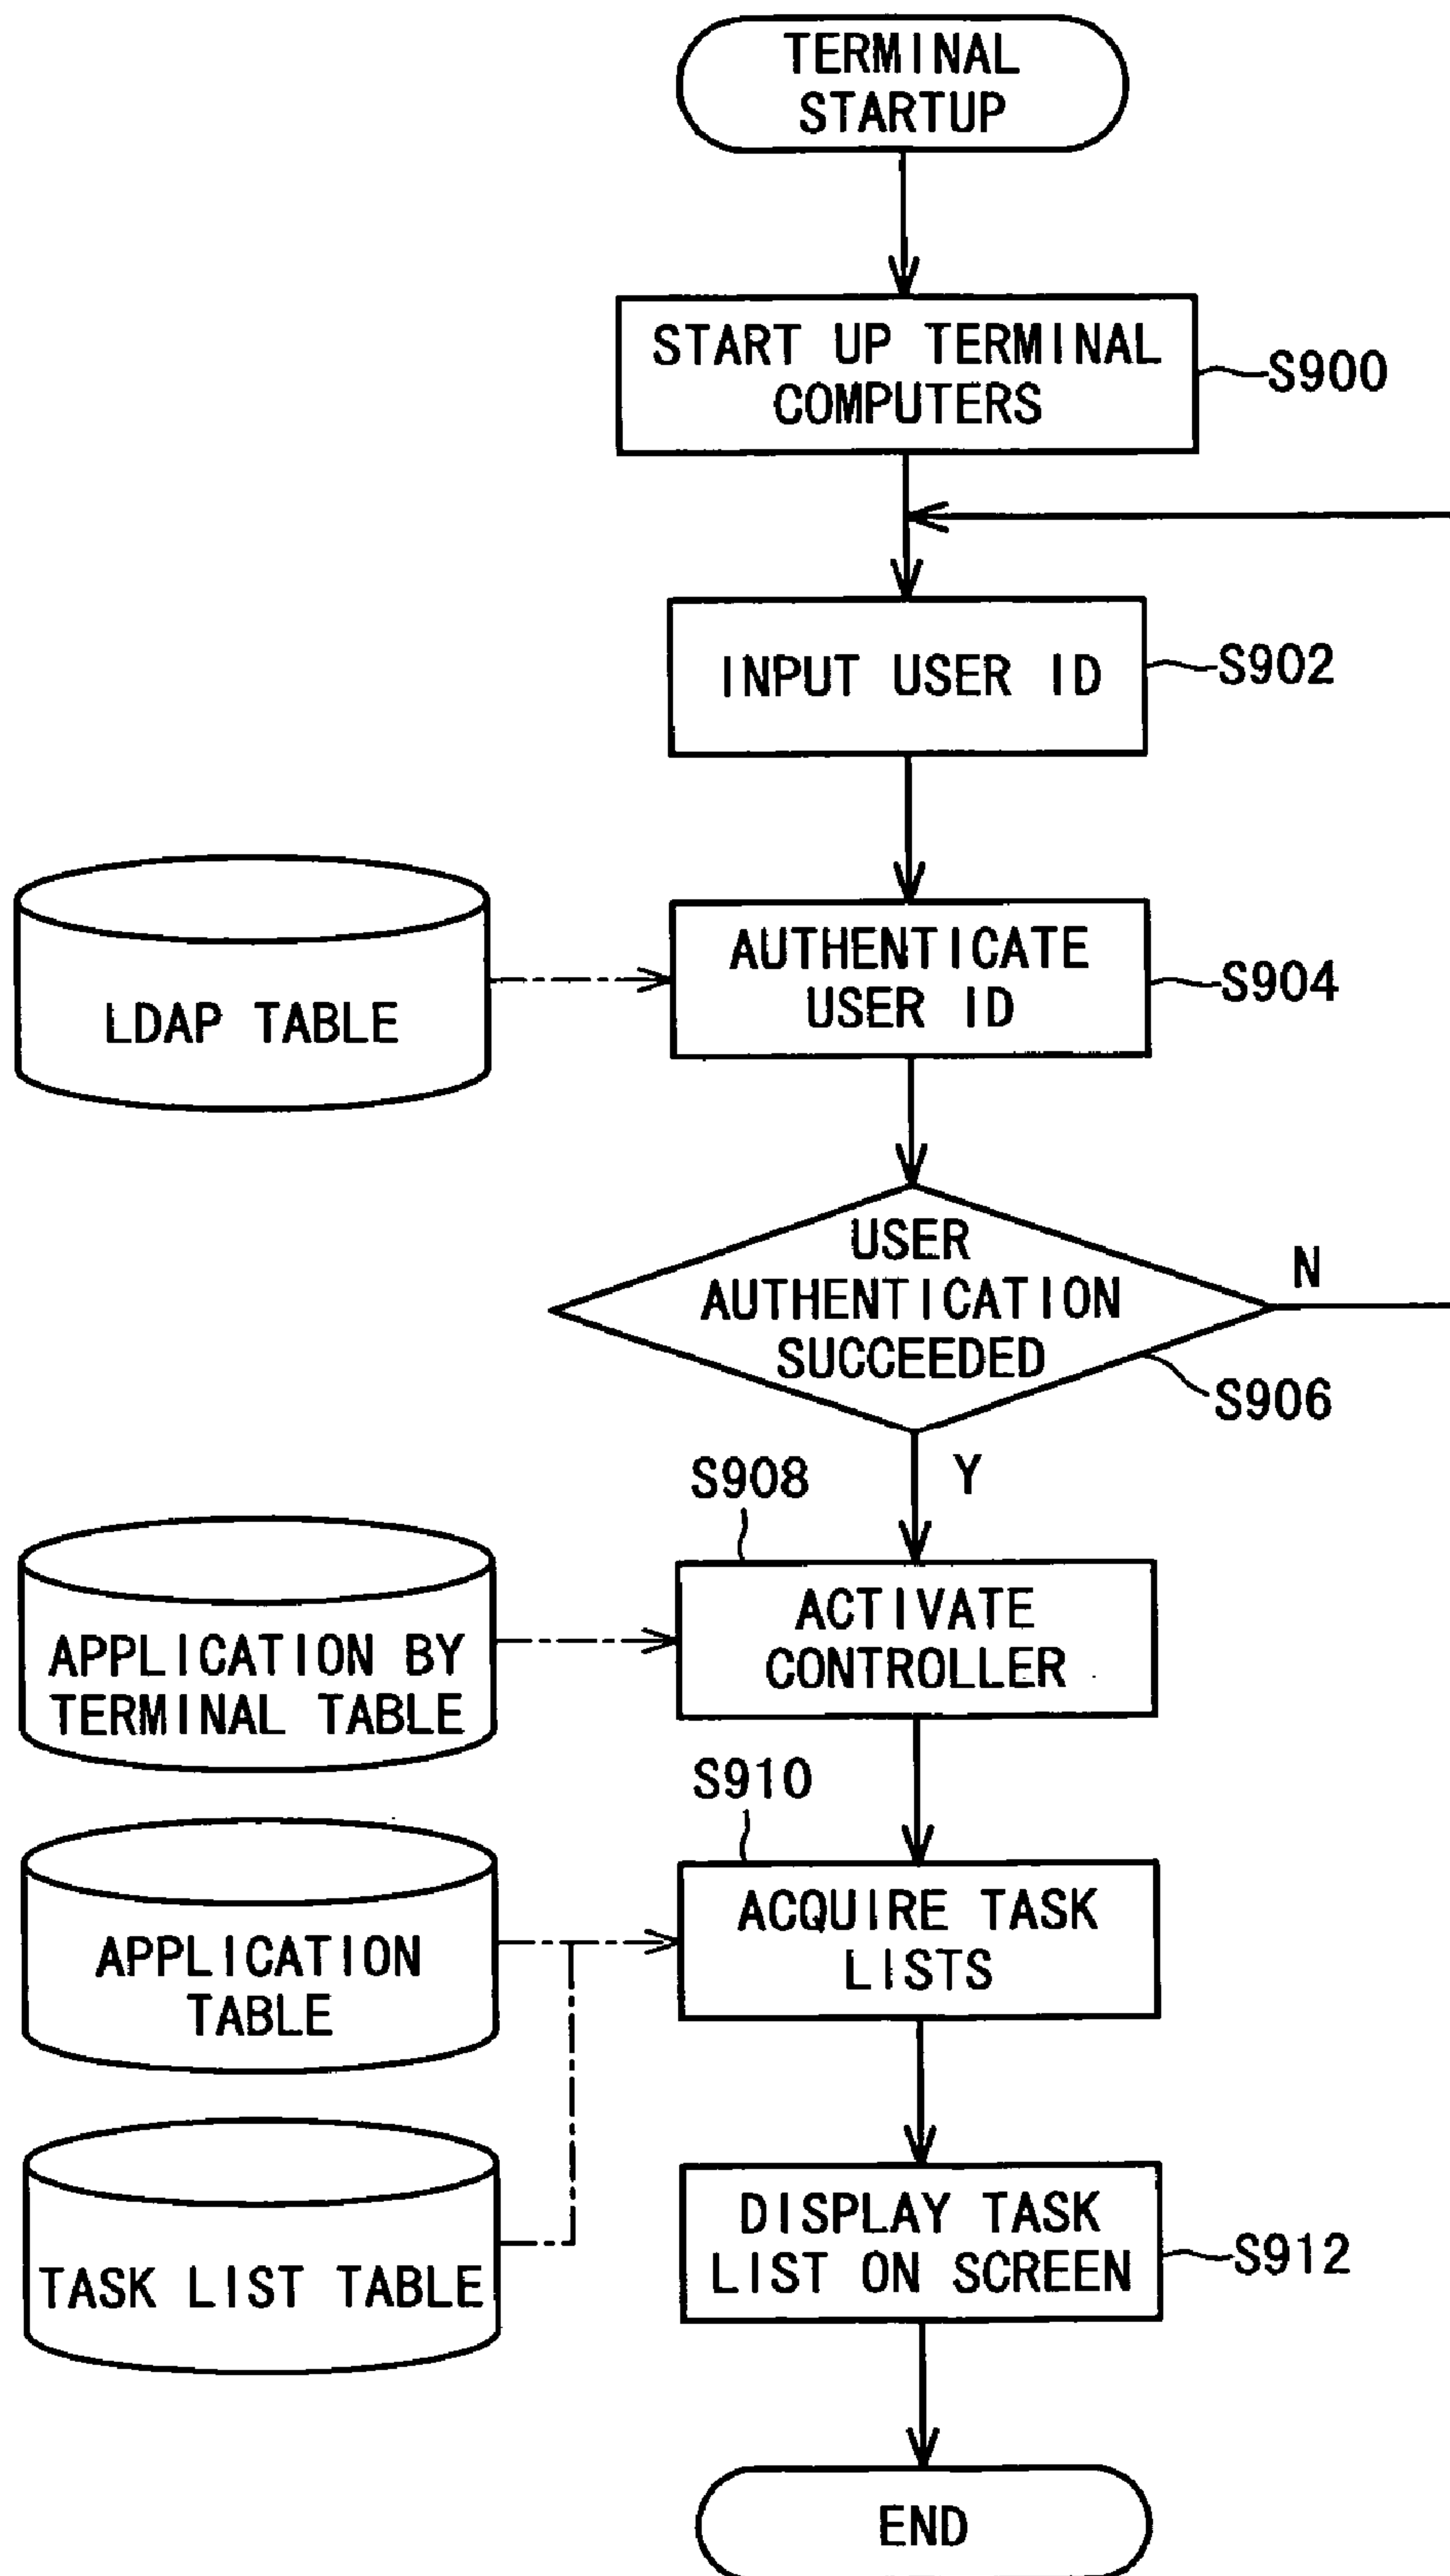 TERMINAL
STARTUP
START UP TERMINAL
COMPUTERS
S900
INPUT USER ID
S902
LDAP TABLE
AUTHENTICATE
USER ID
S904
USER
AUTHENTICATION
SUCCEEDED
N
S906
Y
S908
APPLICATION BY
TERMINAL TABLE
ACTIVATE
CONTROLLER
S910
APPLICATION
TABLE
ACQUIRE TASK
LISTS
TASK LIST TABLE
DISPLAY TASK
LIST ON SCREEN
S912
END